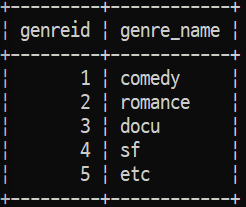 +---------+------------+
| genreid | genre_name |
+---------+------------+
|       1 | comedy     |
|       2 | romance    |
|       3 | docu       |
|       4 | sf         |
|       5 | etc        |
+---------+------------+